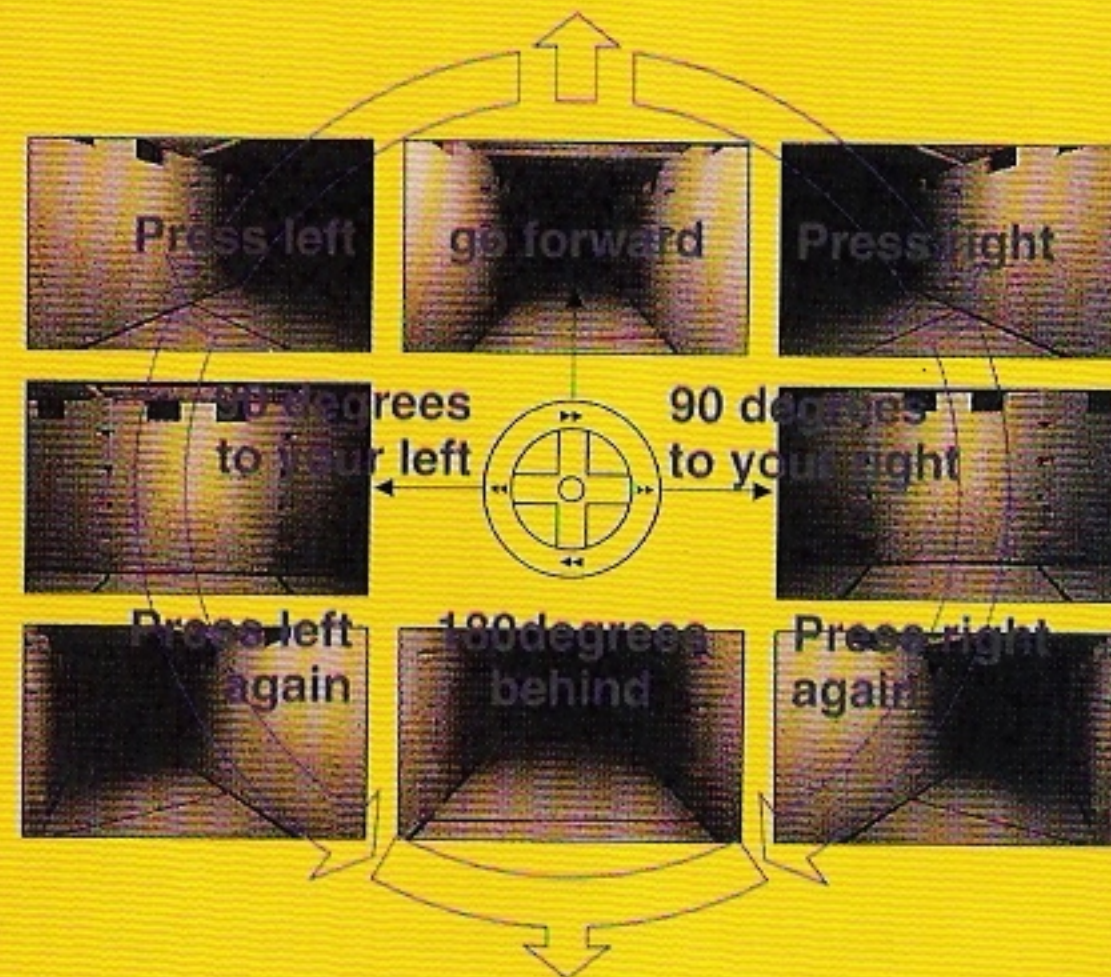 Press left
go forward
Press right
90 degrees
to your left
90 degrees
to your right
Press left
again
180degrees
behind
Press right
again